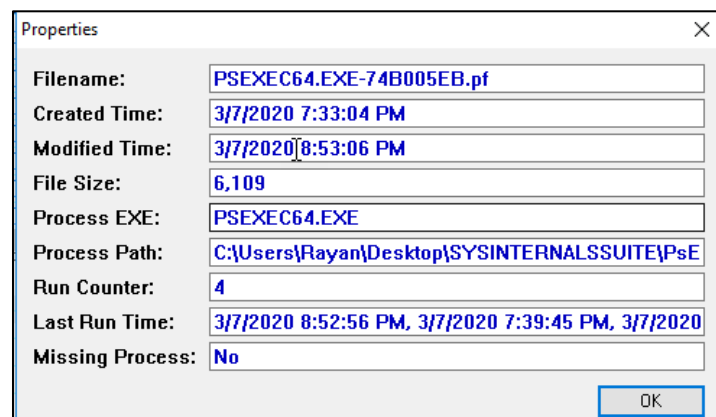 Properties
Filename: PSEXEC64.EXE-74B005EB.pf
Created Time: 3/7/2020 7:33:04 PM
Modified Time: 3/7/2020 8:53:06 PM
File Size: 6,109
Process EXE: PSEXEC64.EXE
Process Path: C:\Users\Rayan\Desktop\SYSINTERNALSSUITE\PsE
Run Counter: 4
Last Run Time: 3/7/2020 8:52:56 PM, 3/7/2020 7:39:45 PM, 3/7/2020
Missing Process: No
OK